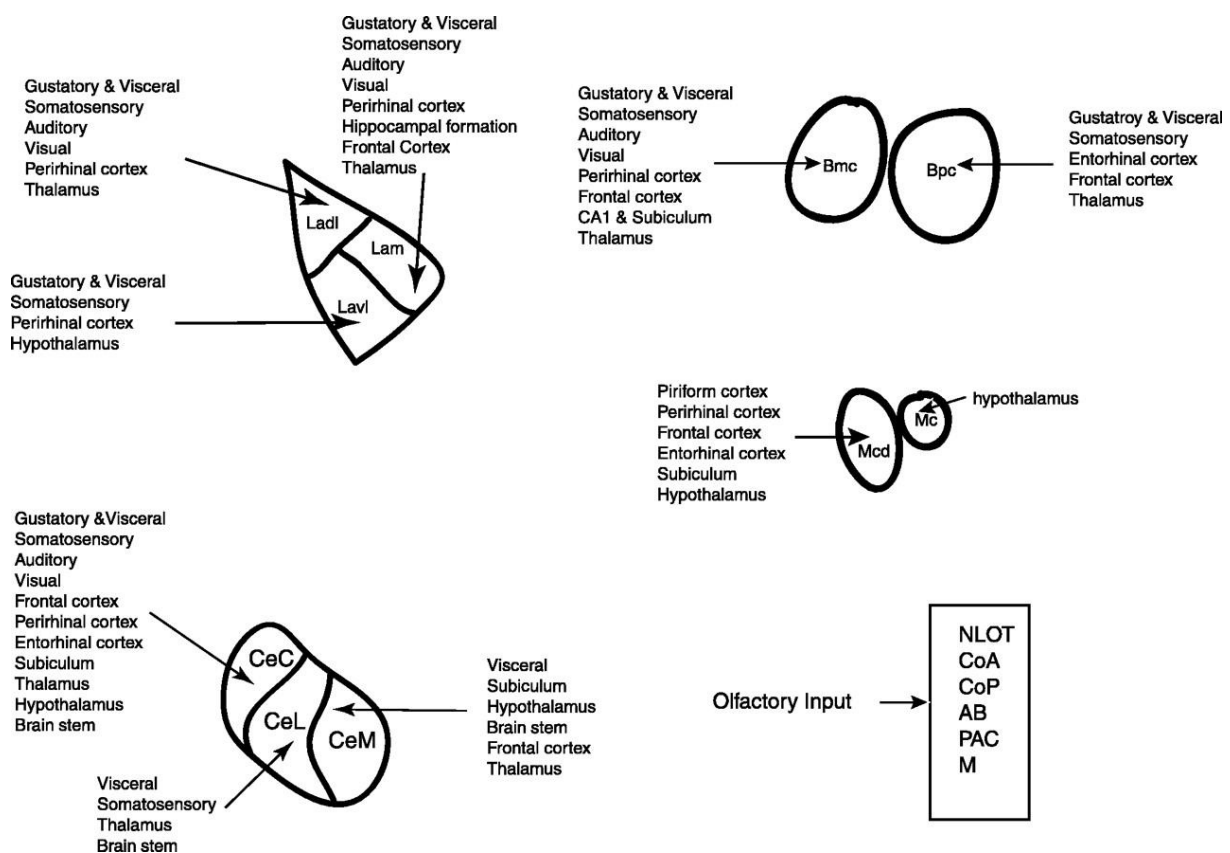 Gustatory & Visceral
Somatosensory
Auditory
Visual
Perirhinal cortex
Hippocampal formation
Frontal Cortex
Thalamus
Gustatory & Visceral
Somatosensory
Auditory
Visual
Perirhinal cortex
Thalamus
Ladl
Lam
Lavl
Gustatory & Visceral
Somatosensory
Perirhinal cortex
Hypothalamus
Gustatory & Visceral
Somatosensory
Auditory
Visual
Perirhinal cortex
Frontal cortex
CA1 & Subiculum
Thalamus
Bmc
Bpc
Gustatroy & Visceral
Somatosensory
Entorhinal cortex
Frontal cortex
Thalamus
Piriform cortex
Perirhinal cortex
Frontal cortex
Entorhinal cortex
Subiculum
Hypothalamus
Mcd
Mc
hypothalamus
Gustatory &Visceral
Somatosensory
Auditory
Visual
Frontal cortex
Perirhinal cortex
Entorhinal cortex
Subiculum
Thalamus
Hypothalamus
Brain stem
CeC
CeL
CeM
Visceral
Subiculum
Hypothalamus
Brain stem
Frontal cortex
Thalamus
Visceral
Somatosensory
Thalamus
Brain stem
Olfactory Input
NLOT
CoA
CoP
AB
PAC
M